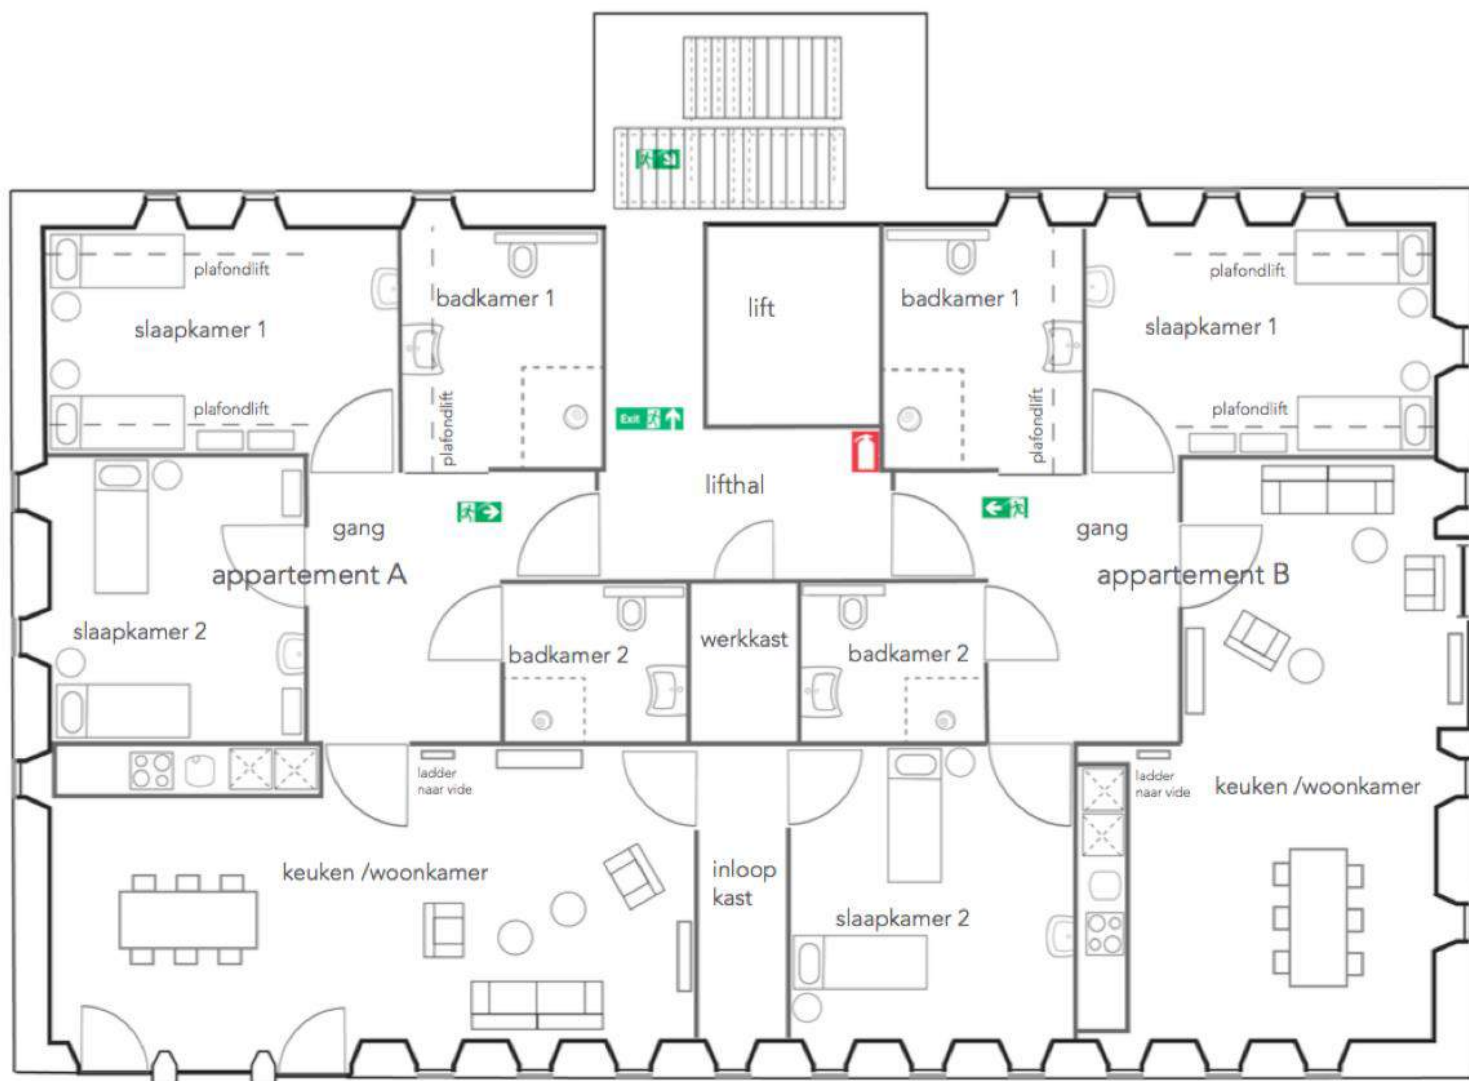 plafondlift
slaapkamer 1
plafondlift
badkamer 1
plafondlift
lift
badkamer 1
plafondlift
plafondlift
slaapkamer 1
plafondlift
Exit
lifthal
gang
appartement A
slaapkamer 2
gang
appartement B
badkamer 2
werkkast
badkamer 2
ladder
naar vide
keuken /woonkamer
inloop
kast
slaapkamer 2
ladder
naar vide
keuken /woonkamer